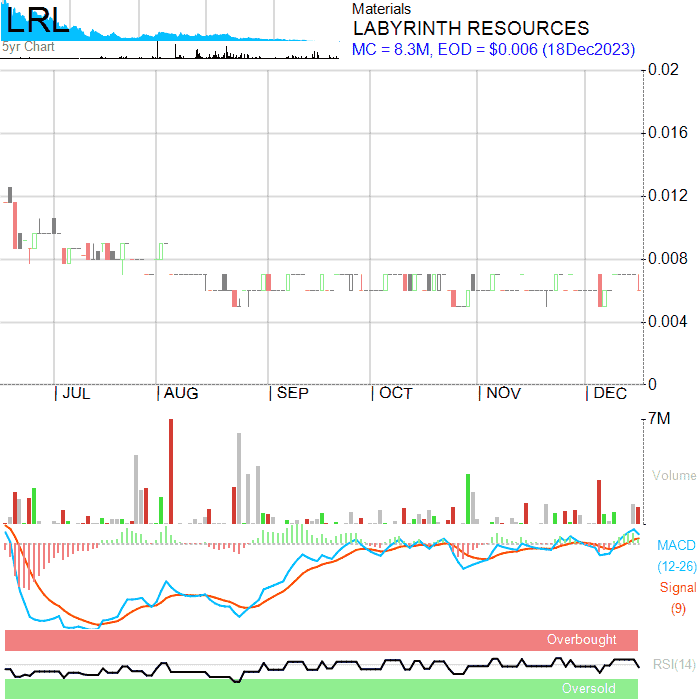 LRL
5yr Chart
Materials
LABYRINTH RESOURCES
MC = 8.3M, EOD = $0.006 (18Dec2023)
0.02
0.016
0.012
0.008
0.004
0
JUL AUG SEP OCT NOV DEC
7M
Volume
MACD
(12-26)
Signal
(9)
Overbought
RSI(14)
Oversold